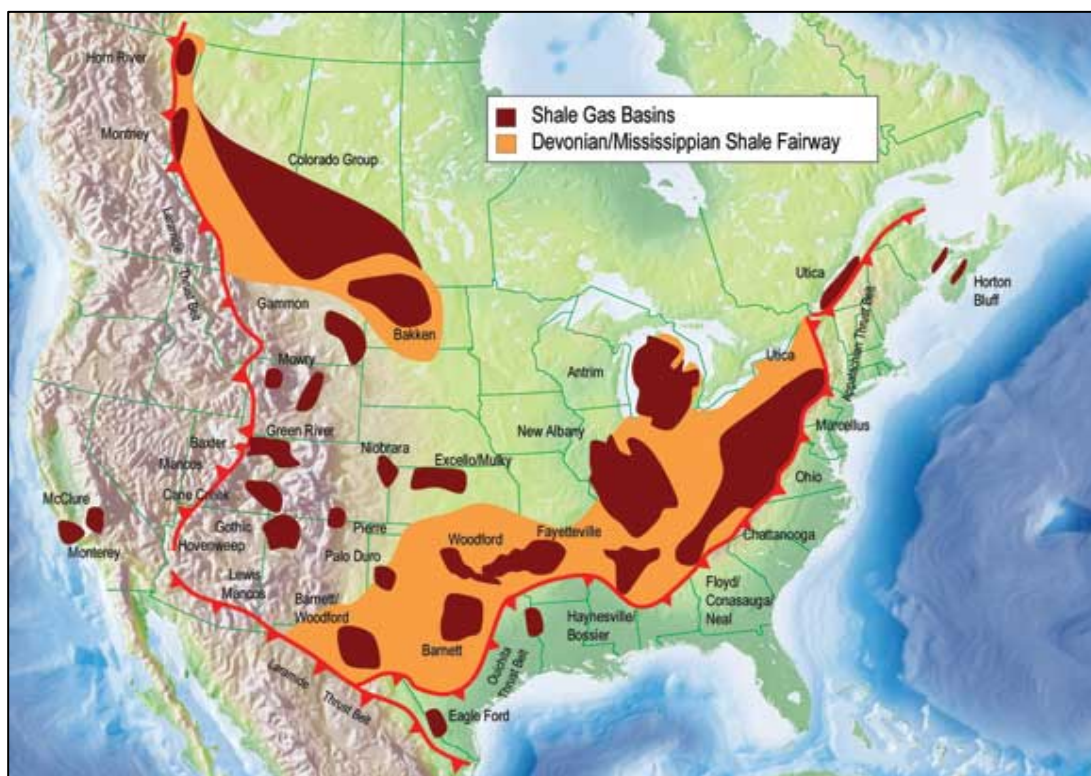 Horn River
Shale Gas Basins
Devonian/Mississippian Shale Fairway
Montney
Colorado Group
Laramide
Thrust Belt
Utica
Horton
Bluff
Gammon
Bakken
Appalachian Thrust Belt
Utica
Mowry
Antrim
Marcellus
Green River
New Albany
Baxter
Niobrara
Mancos
Excello/Mulky
Ohio
Cane Creek
McClure
Gothic
Pierre
Woodford
Fayetteville
Chattanooga
Monterey
Hovenweep
Palo Duro
Lewis
Mancos
Barnett/
Woodford
Haynesville/
Bossier
Floyd/
Conasauga/
Neal
Barnett
Ouchita
Thrust Belt
Laramide
Thrust Belt
Eagle Ford